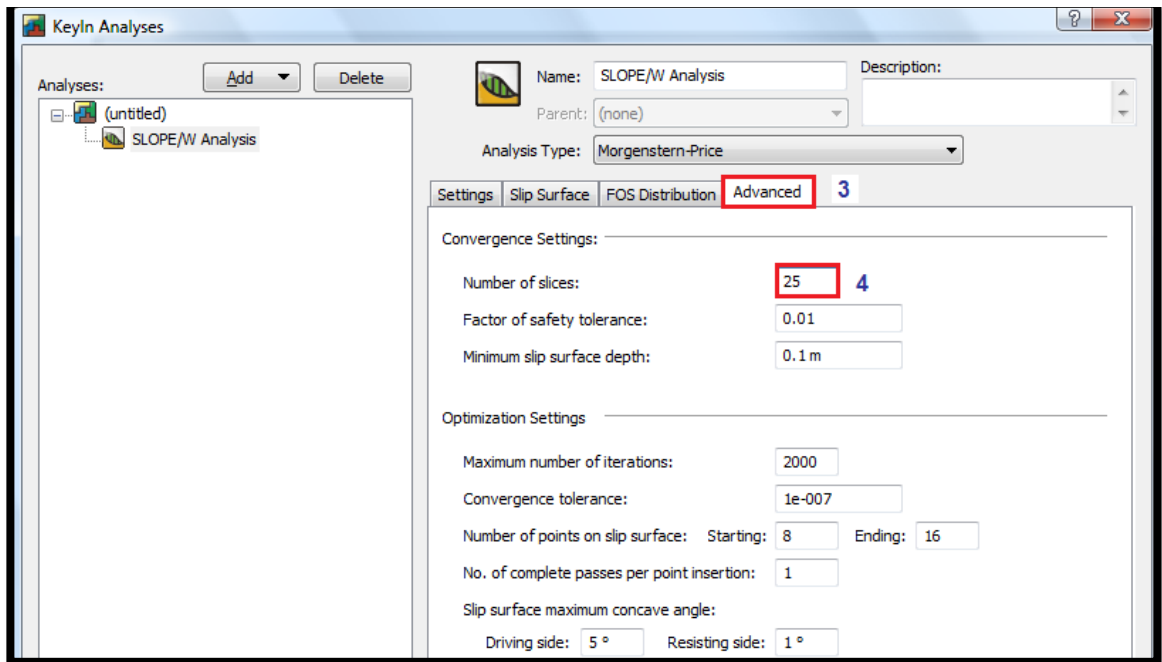 KeyIn Analyses
Analyses:
Add
Delete
(untitled)
SLOPE/W Analysis
Name: SLOPE/W Analysis
Description:
Parent: (none)
Analysis Type: Morgenstern-Price
Settings Slip Surface FOS Distribution Advanced 3
Convergence Settings:
Number of slices: 25 4
Factor of safety tolerance: 0.01
Minimum slip surface depth: 0.1 m
Optimization Settings
Maximum number of iterations: 2000
Convergence tolerance: 1e-007
Number of points on slip surface: Starting: 8 Ending: 16
No. of complete passes per point insertion: 1
Slip surface maximum concave angle:
Driving side: 5 ° Resisting side: 1 °